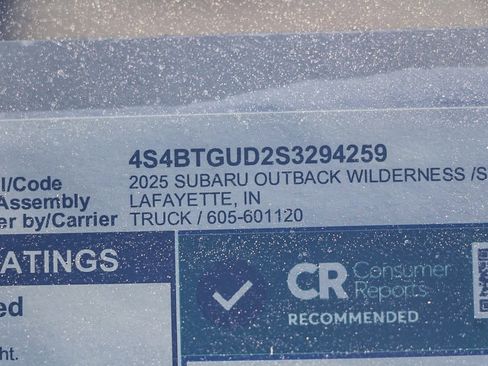 4S4BTGUD2S3294259
l/Code 2025 SUBARU OUTBACK WILDERNESS /S
Assembly LAFAYETTE, IN
er by/Carrier TRUCK / 605-601120
ATINGS
CR Consumer Reports
RECOMMENDED
ed
ht.